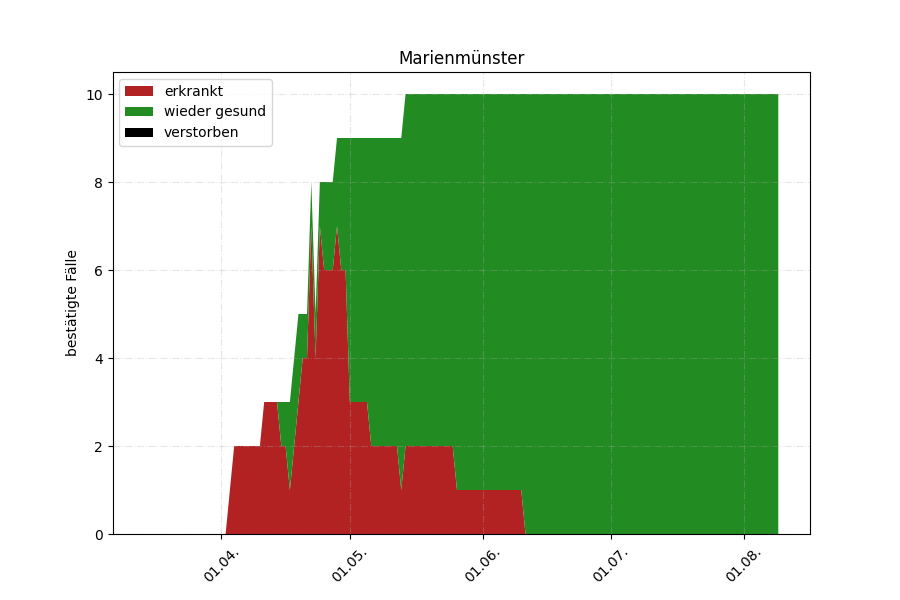 Marienmünster
erkrankt
wieder gesund
verstorben
bestätigte Fälle
10
8
6
4
2
0
01.04.
01.05.
01.06.
01.07.
01.08.